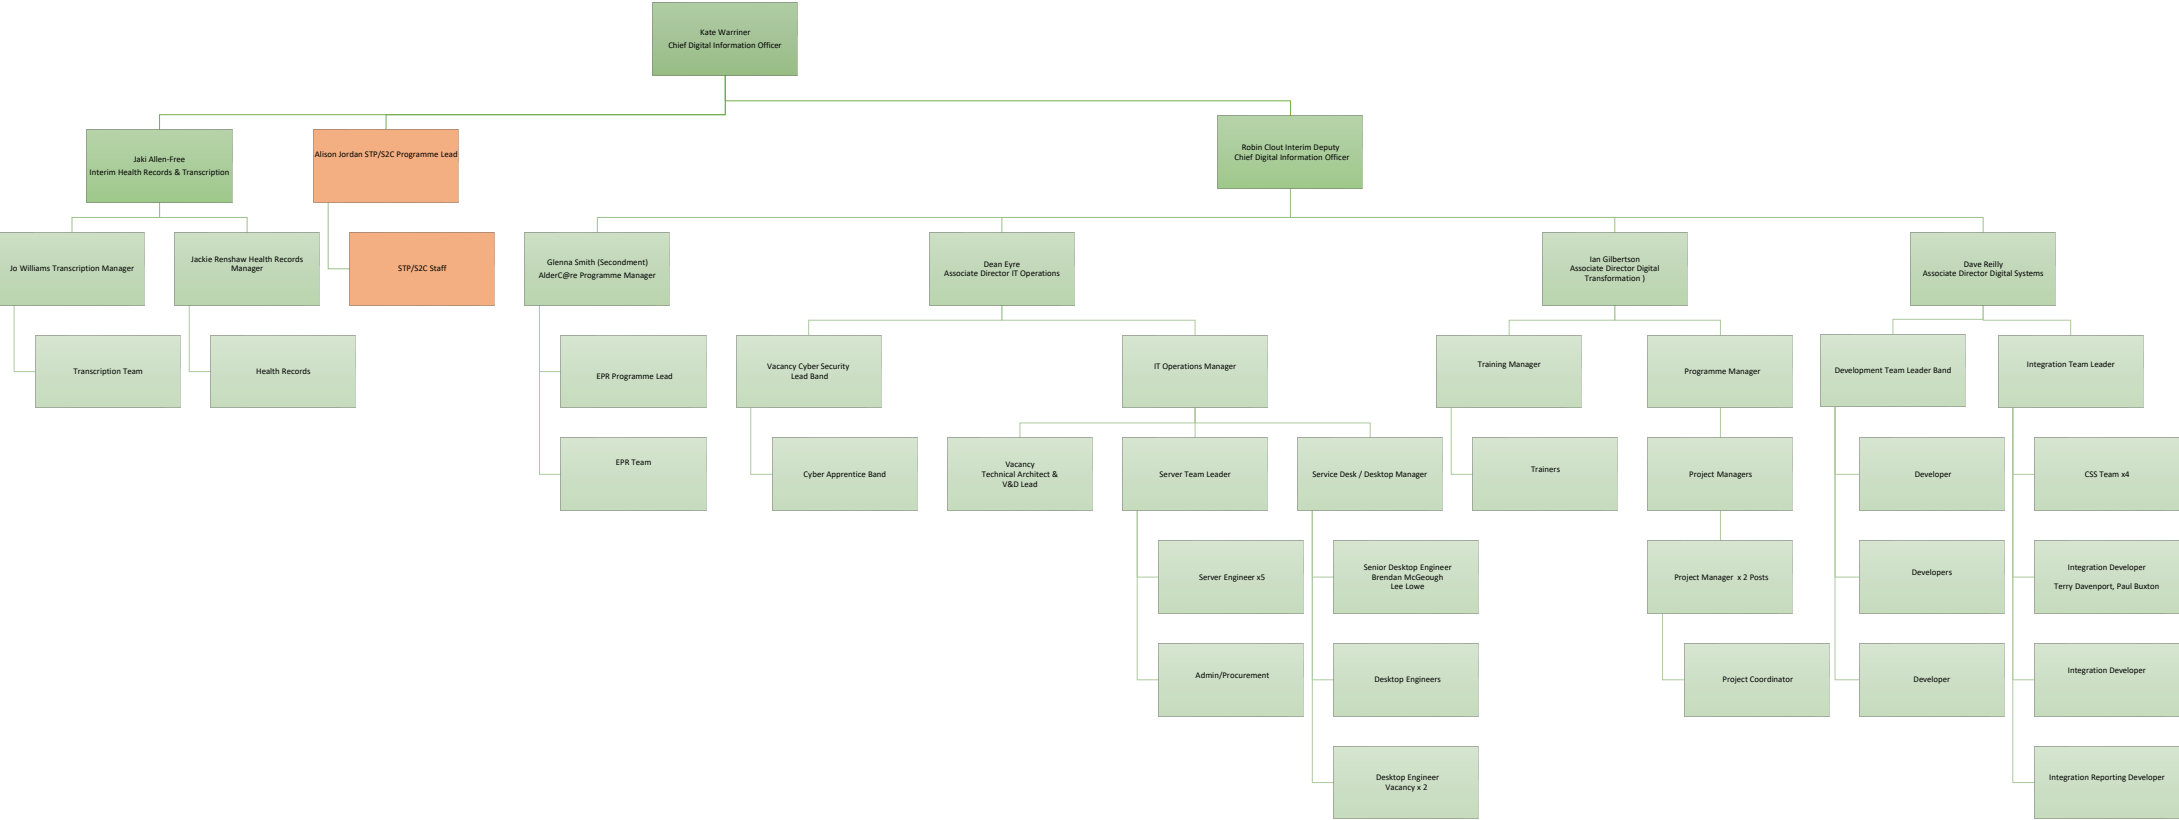 Kate Warriner
Chief Digital Information Officer
Jaki Allen-Free
Interim Health Records & Transcription
Alison Jordan STP/S2C Programme Lead
Robin Clout Interim Deputy
Chief Digital Information Officer
Jo Williams Transcription Manager
Jackie Renshaw Health Records
Manager
STP/S2C Staff
Glenna Smith (Secondment)
AlderC@re Programme Manager
Dean Eyre
Associate Director IT Operations
Ian Gilbertson
Associate Director Digital
Transformation )
Dave Reilly
Associate Director Digital Systems
Transcription Team
Health Records
EPR Programme Lead
Vacancy Cyber Security
Lead Band
IT Operations Manager
Training Manager
Programme Manager
Development Team Leader Band
Integration Team Leader
EPR Team
Cyber Apprentice Band
Vacancy
Technical Architect &
V&D Lead
Server Team Leader
Service Desk / Desktop Manager
Trainers
Project Managers
Developer
CSS Team x4
Server Engineer x5
Senior Desktop Engineer
Brendan McGeough
Lee Lowe
Project Manager x 2 Posts
Developers
Integration Developer
Terry Davenport, Paul Buxton
Admin/Procurement
Desktop Engineers
Project Coordinator
Developer
Integration Developer
Desktop Engineer
Vacancy x 2
Integration Reporting Developer